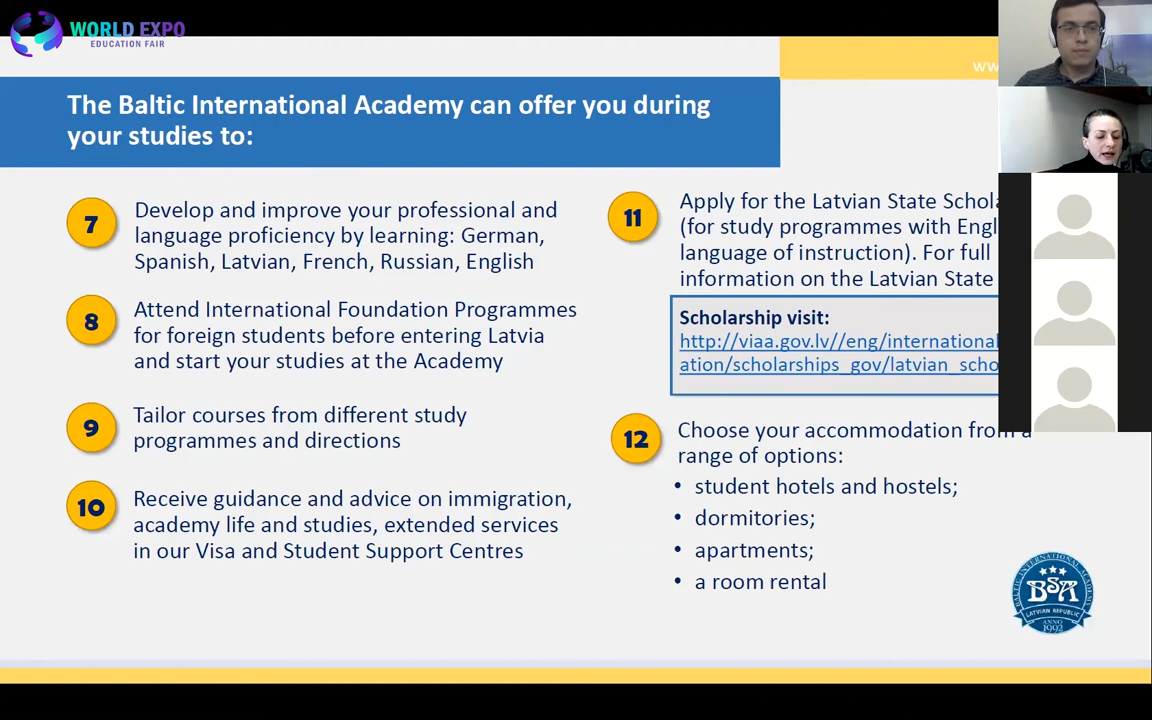 WORLD EXPO
EDUCATION FAIR
The Baltic International Academy can offer you during
your studies to:
7
Develop and improve your professional and
language proficiency by learning: German,
Spanish, Latvian, French, Russian, English
8
Attend International Foundation Programmes
for foreign students before entering Latvia
and start your studies at the Academy
9
Tailor courses from different study
programmes and directions
10
Receive guidance and advice on immigration,
academy life and studies, extended services
in our Visa and Student Support Centres
11
Apply for the Latvian State
(for study programmes with
language of instruction). For full
information on the Latvian State
Scholarship visit:
http://viaa.gov.lv//eng/international
ation/scholarships_gov/latvian_scho
12
Choose your accommodation from a
range of options:
• student hotels and hostels;
• dormitories;
• apartments;
• a room rental
BALTIC INTERNATIONAL ACADEMY
BSA
LATVIAN REPUBLIC
ANNO
1992